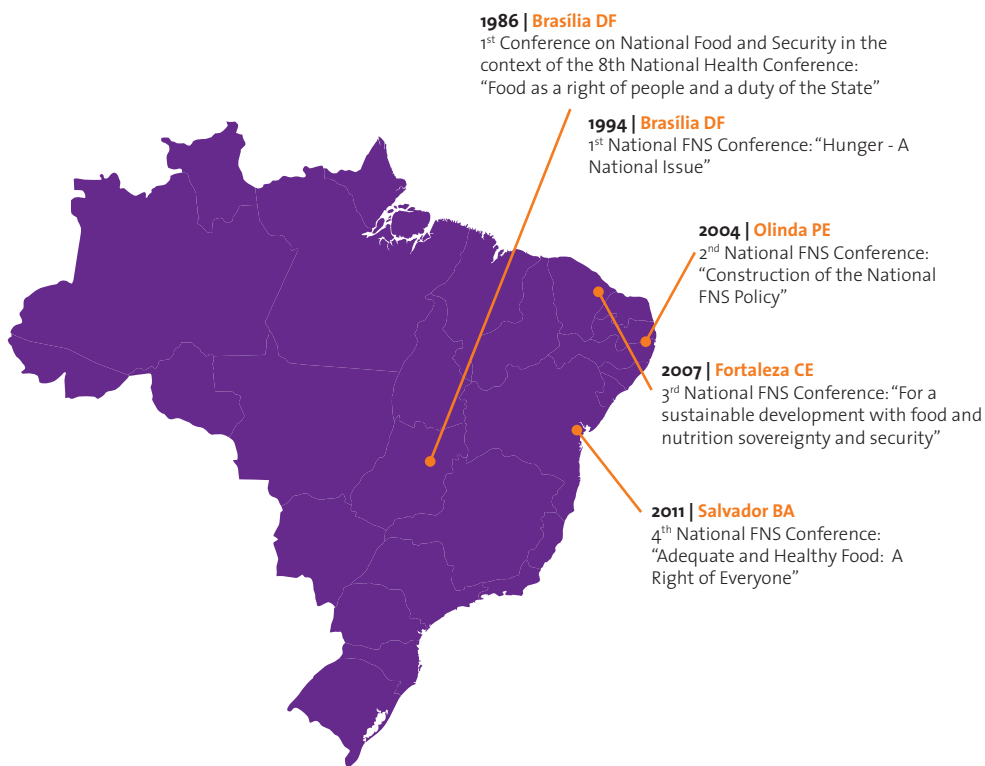 1986 | Brasília DF
1st Conference on National Food and Security in the
context of the 8th National Health Conference:
“Food as a right of people and a duty of the State”
1994 | Brasília DF
1st National FNS Conference: “Hunger - A
National Issue”
2004 | Olinda PE
2nd National FNS Conference:
“Construction of the National
FNS Policy”
2007 | Fortaleza CE
3rd National FNS Conference: “For a
sustainable development with food and
nutrition sovereignty and security”
2011 | Salvador BA
4th National FNS Conference:
“Adequate and Healthy Food: A
Right of Everyone”